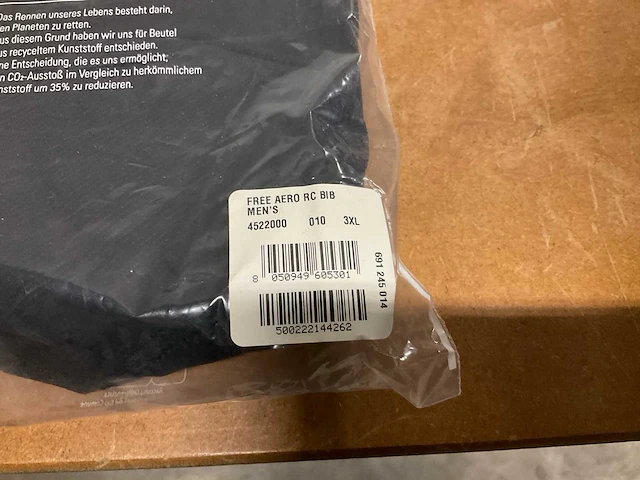 Das Rennen unseres Lebens besteht darin,
en Planeten zu retten.
us diesem Grund haben wir uns für Beutel
us recyceltem Kunststoff entschieden.
ne Entscheidung, die es uns ermöglicht;
n CO₂-Ausstoß im Vergleich zu herkömmlichem
nststoff um 35% zu reduzieren.
FREE AERO RC BIB
MEN'S
4522000 010 3XL
8 050949 605301
500222144262
691 245 014